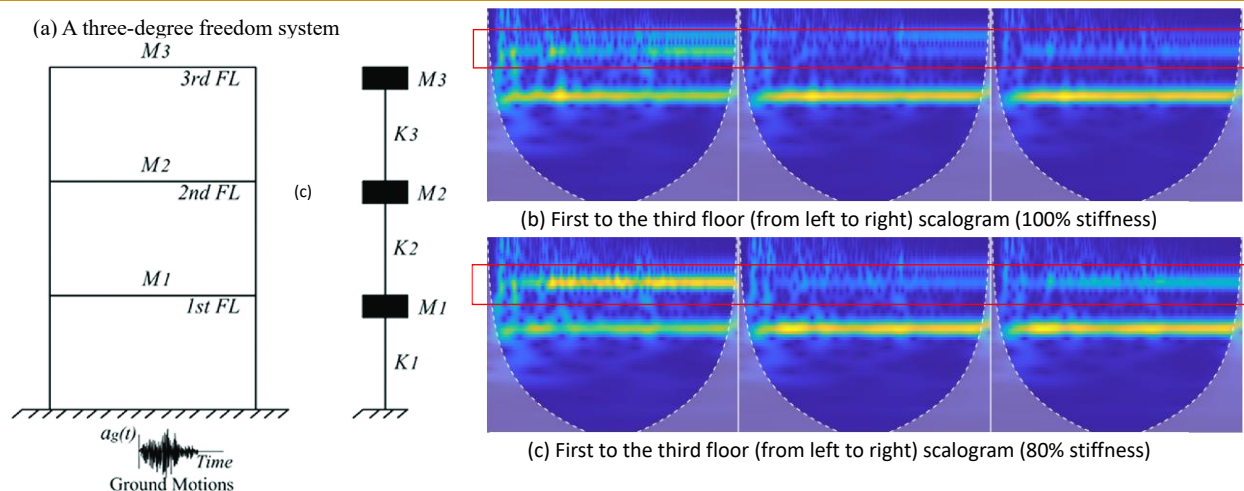 (a) A three-degree freedom system
M3
3rd FL
M2
2nd FL
M1
1st FL
ag(t)
Time
Ground Motions
(c)
M3
K3
M2
K2
M1
K1
(b) First to the third floor (from left to right) scalogram (100% stiffness)
(c) First to the third floor (from left to right) scalogram (80% stiffness)